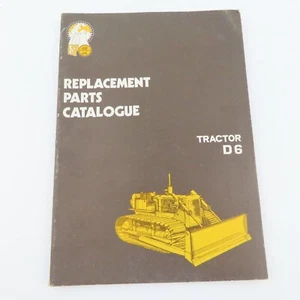 REPLACEMENT
PARTS
CATALOGUE
TRACTOR
D6